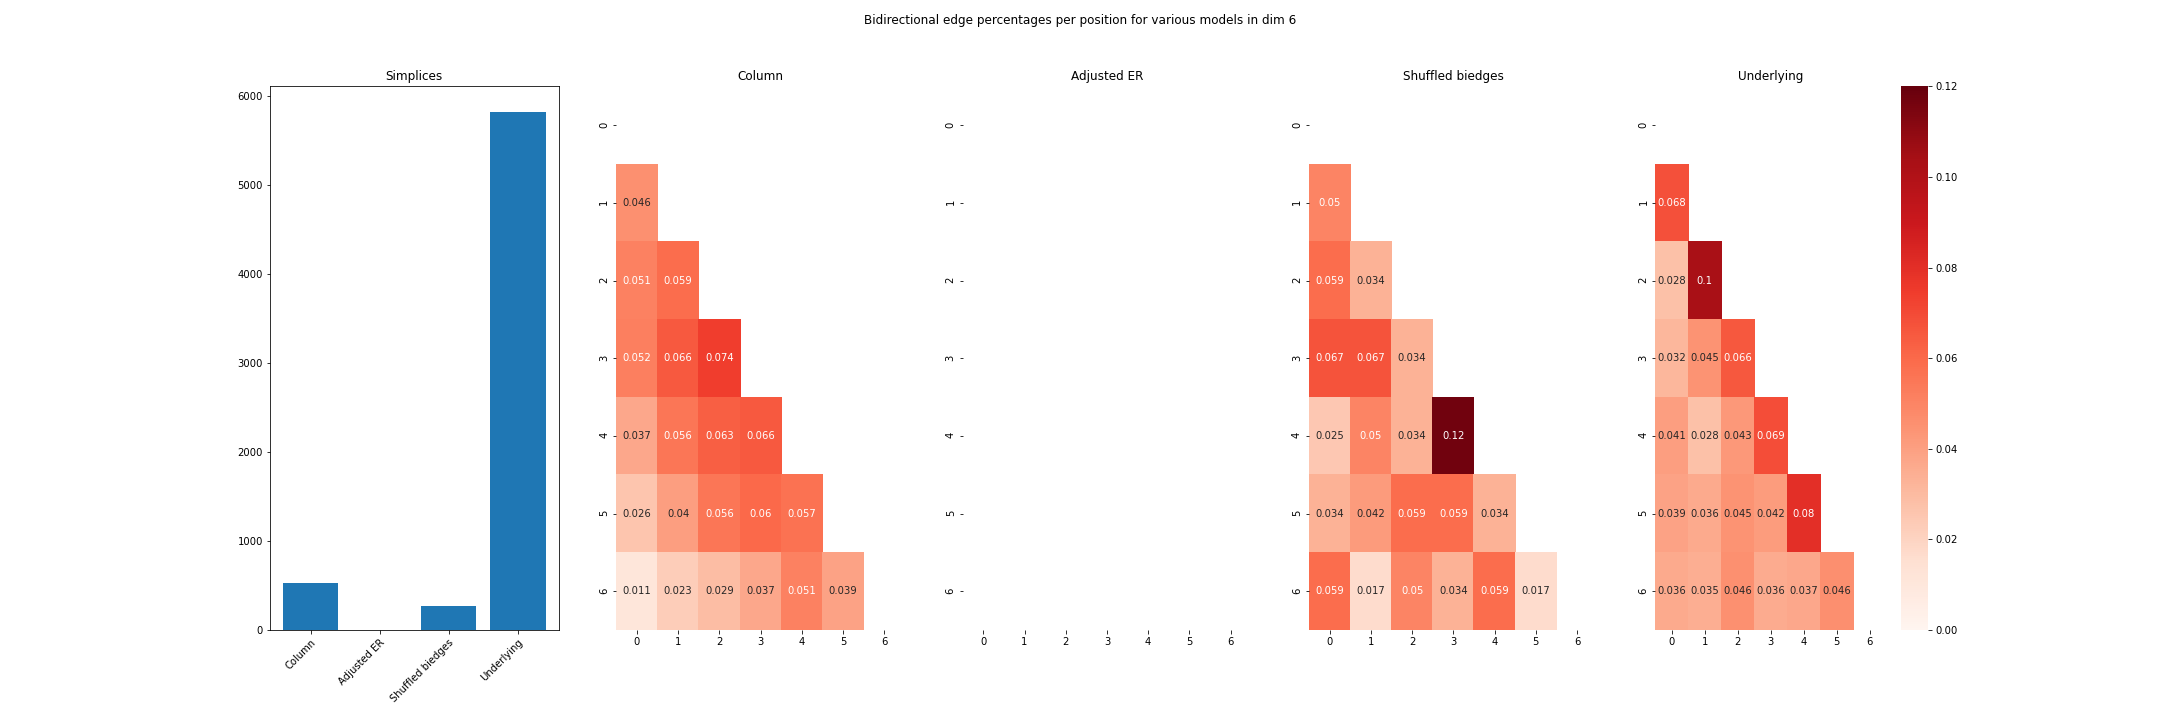 Bidirectional edge percentages per position for various models in dim 6
Simplices
6000
5000
4000
3000
2000
1000
0
Column
Adjusted ER
Shuffled biedges
Underlying
Column
0
1
0.046
2
0.051 0.059
3
0.052 0.066 0.074
4
0.037 0.056 0.063 0.066
5
0.026 0.04 0.056 0.06 0.057
6
0.011 0.023 0.029 0.037 0.051 0.039
0 1 2 3 4 5 6
Adjusted ER
0
1
2
3
4
5
6
0 1 2 3 4 5 6
Shuffled biedges
0
1
0.05
2
0.059 0.034
3
0.067 0.067 0.034
4
0.025 0.05 0.034 0.12
5
0.034 0.042 0.059 0.059 0.034
6
0.059 0.017 0.05 0.034 0.059 0.017
0 1 2 3 4 5 6
Underlying
0
1
0.068
2
0.028 0.1
3
0.032 0.045 0.066
4
0.041 0.028 0.043 0.069
5
0.039 0.036 0.045 0.042 0.08
6
0.036 0.035 0.046 0.036 0.037 0.046
0 1 2 3 4 5 6
0.12
0.10
0.08
0.06
0.04
0.02
0.00